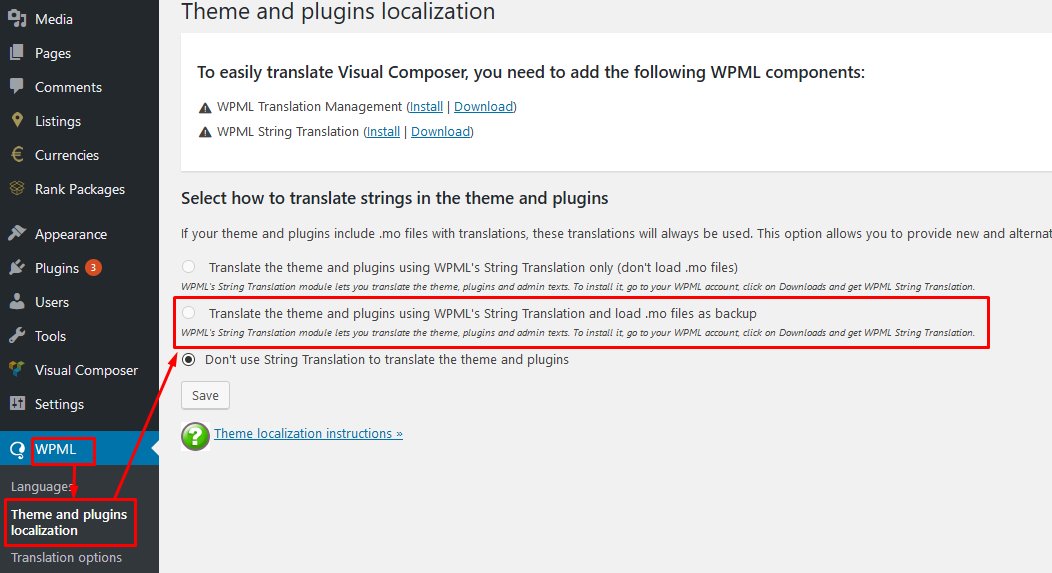 Media
Pages
Comments
Listings
Currencies
Rank Packages
Appearance
Plugins 3
Users
Tools
Visual Composer
Settings
WPML
Languages
Theme and plugins
localization
Translation options
Theme and plugins localization
To easily translate Visual Composer, you need to add the following WPML components:
WPML Translation Management (Install | Download)
WPML String Translation (Install | Download)
Select how to translate strings in the theme and plugins
If your theme and plugins include .mo files with translations, these translations will always be used. This option allows you to provide new and alternat
Translate the theme and plugins using WPML's String Translation only (don't load .mo files)
WPML's String Translation module lets you translate the theme, plugins and admin texts. To install it, go to your WPML account, click on Downloads and get WPML String Translation.
Translate the theme and plugins using WPML's String Translation and load .mo files as backup
WPML's String Translation module lets you translate the theme, plugins and admin texts. To install it, go to your WPML account, click on Downloads and get WPML String Translation.
Don't use String Translation to translate the theme and plugins
Save
? Theme localization instructions »